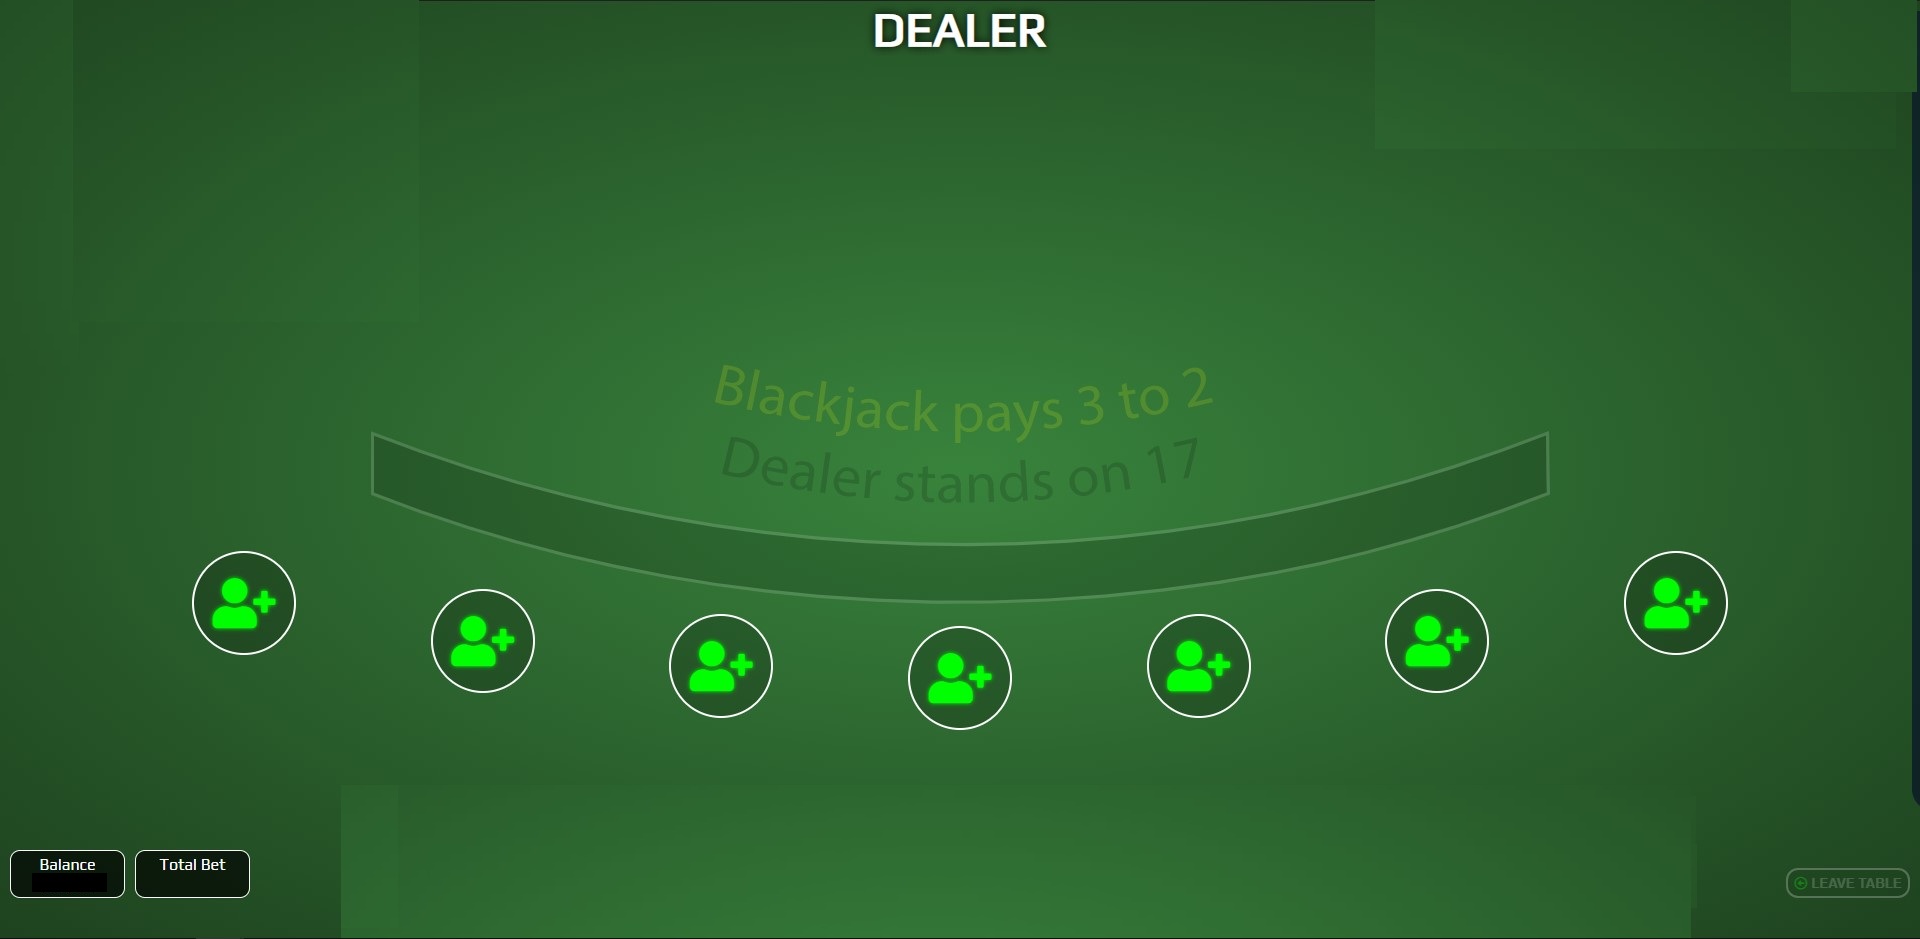 DEALER
Blackjack pays 3 to 2
Dealer stands on 17
Balance
Total Bet
LEAVE TABLE